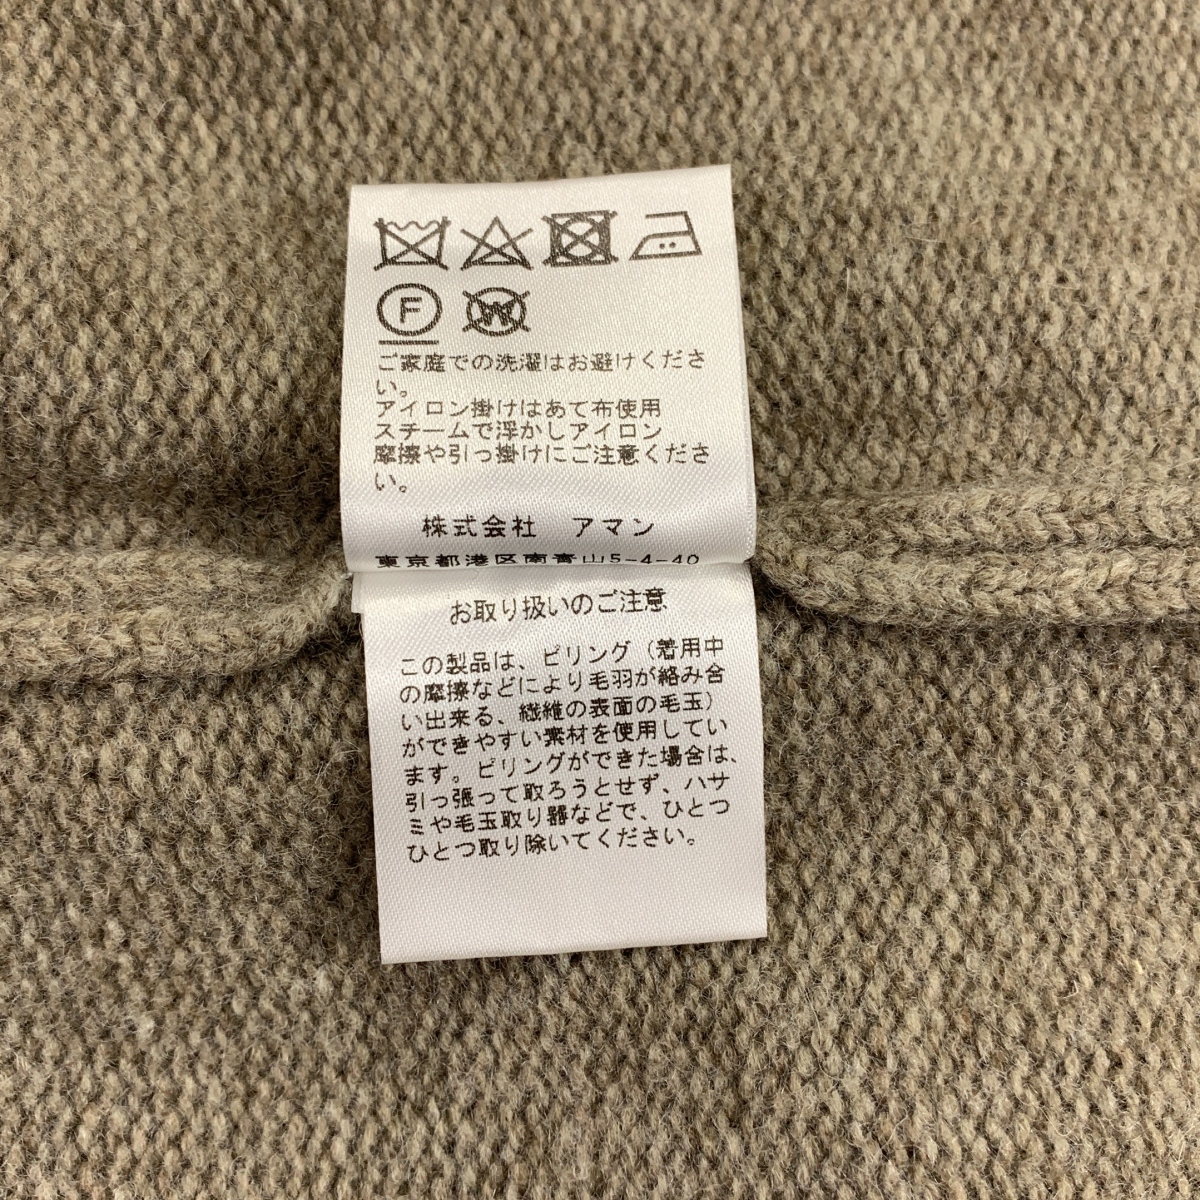 F W
ご家庭での洗濯はお避けくださ
い。
アイロン掛けはあて布使用
スチームで浮かしアイロン
摩擦や引っ掛けにご注意くださ
い。
株式会社 アマン
東京都港区南青山5-4-40
お取り扱いのご注意
この製品は、ピリング（着用中
の摩擦などにより毛羽が絡み合
い出来る、繊維の表面の毛玉）
ができやすい素材を使用してい
ます。ピリングができた場合は、
引っ張って取ろうとせず、ハサ
ミや毛玉取り器などで、ひとつ
ひとつ取り除いてください。